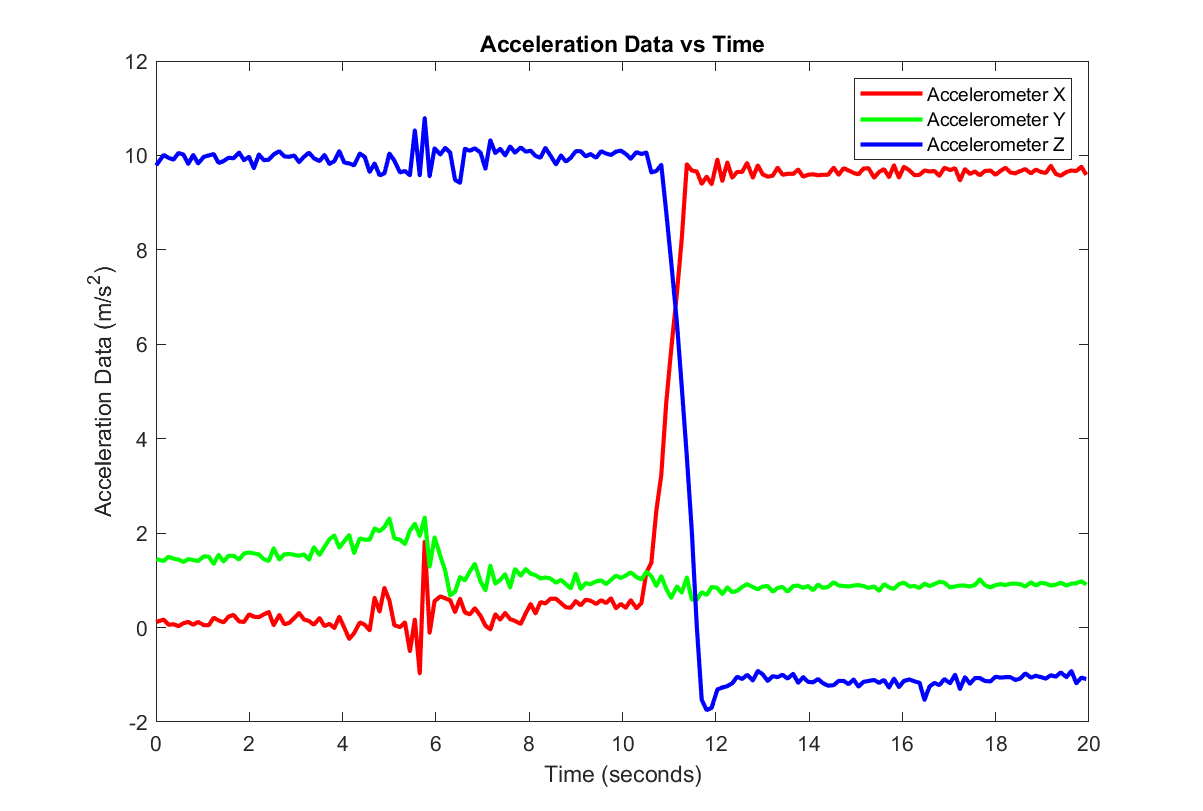 Acceleration Data vs Time
Accelerometer X
Accelerometer Y
Accelerometer Z
Acceleration Data (m/s²)
12
10
8
6
4
2
0
-2
0 2 4 6 8 10 12 14 16 18 20
Time (seconds)